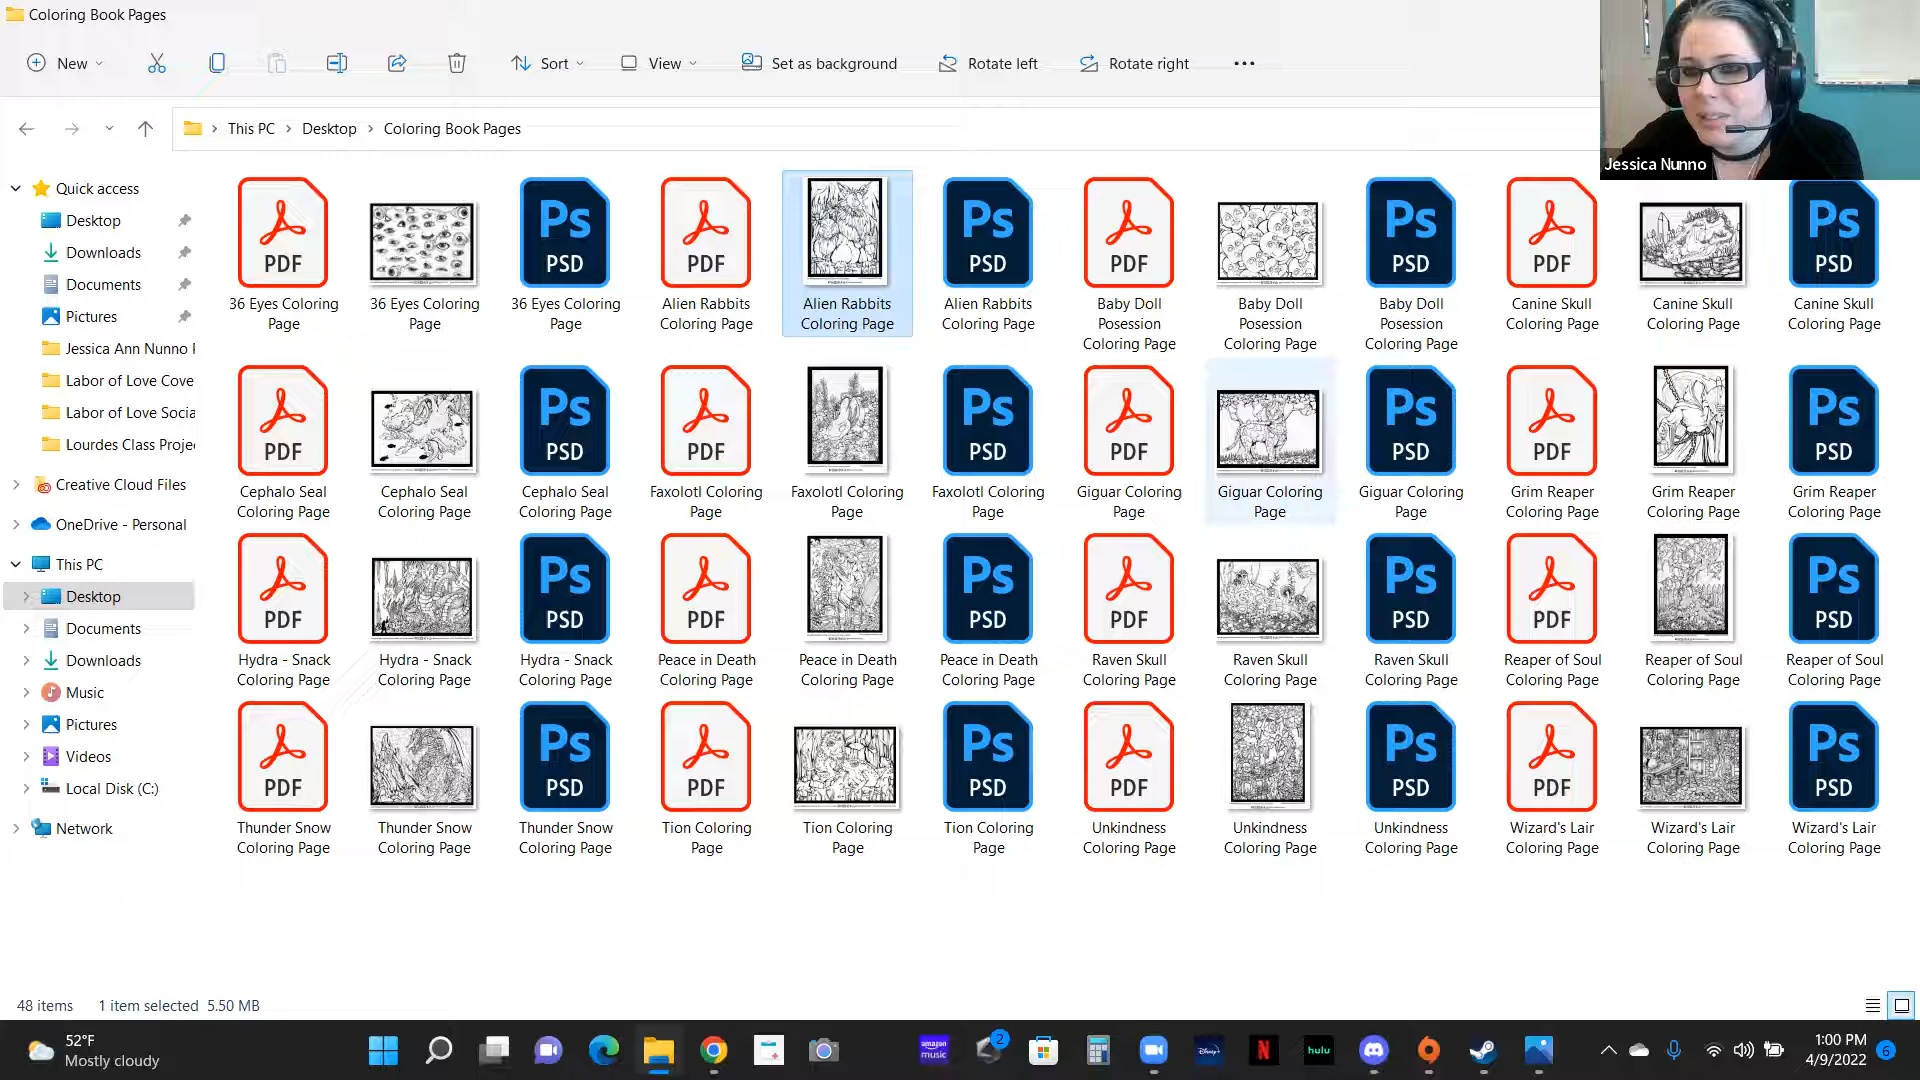 Coloring Book Pages
New
Sort
View
Set as background
Rotate left
Rotate right
This PC
Desktop
Coloring Book Pages
Jessica Nunno
Quick access
Desktop
Downloads
Documents
Pictures
Jessica Ann Nunno
Labor of Love Cove
Labor of Love Socia
Lourdes Class Projec
Creative Cloud Files
OneDrive - Personal
This PC
Desktop
Documents
Downloads
Music
Pictures
Videos
Local Disk (C:)
Network
PDF
Ps
PSD
PDF
Ps
PSD
PDF
Ps
PSD
PDF
Ps
PSD
36 Eyes Coloring
Page
36 Eyes Coloring
Page
36 Eyes Coloring
Page
Alien Rabbits
Coloring Page
Alien Rabbits
Coloring Page
Alien Rabbits
Coloring Page
Baby Doll
Posession
Coloring Page
Baby Doll
Posession
Coloring Page
Baby Doll
Posession
Coloring Page
Canine Skull
Coloring Page
Canine Skull
Coloring Page
Canine Skull
Coloring Page
PDF
Ps
PSD
PDF
Ps
PSD
PDF
Ps
PSD
PDF
Ps
PSD
Cephalo Seal
Coloring Page
Cephalo Seal
Coloring Page
Cephalo Seal
Coloring Page
Faxolotl Coloring
Page
Faxolotl Coloring
Page
Faxolotl Coloring
Page
Giguar Coloring
Page
Giguar Coloring
Page
Giguar Coloring
Page
Grim Reaper
Coloring Page
Grim Reaper
Coloring Page
Grim Reaper
Coloring Page
PDF
Ps
PSD
PDF
Ps
PSD
PDF
Ps
PSD
PDF
Ps
PSD
Hydra - Snack
Coloring Page
Hydra - Snack
Coloring Page
Hydra - Snack
Coloring Page
Peace in Death
Coloring Page
Peace in Death
Coloring Page
Peace in Death
Coloring Page
Raven Skull
Coloring Page
Raven Skull
Coloring Page
Raven Skull
Coloring Page
Reaper of Soul
Coloring Page
Reaper of Soul
Coloring Page
Reaper of Soul
Coloring Page
PDF
Ps
PSD
PDF
Ps
PSD
PDF
Ps
PSD
PDF
Ps
PSD
Thunder Snow
Coloring Page
Thunder Snow
Coloring Page
Thunder Snow
Coloring Page
Tion Coloring
Page
Tion Coloring
Page
Tion Coloring
Page
Unkindness
Coloring Page
Unkindness
Coloring Page
Unkindness
Coloring Page
Wizard's Lair
Coloring Page
Wizard's Lair
Coloring Page
Wizard's Lair
Coloring Page
48 items
1 item selected 5.50 MB
52°F
Mostly cloudy
amazon
music
2
Disney+
N
hulu
1:00 PM
4/9/2022
6